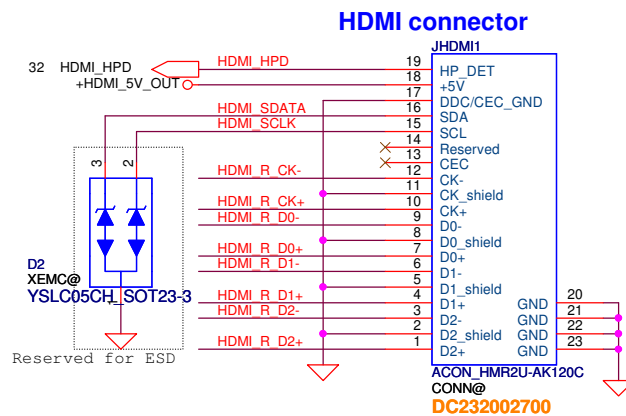 HDMI connector
JHDMI1
32 HDMI_HPD HDMI_HPD 19 HP_DET
+HDMI_5V_OUT 18 +5V
17 DDC/CEC_GND
HDMI_SDATA 16 SDA
HDMI_SCLK 15 SCL
14 Reserved
13 CEC
3 2
HDMI_R_CK- 12 CK-
11 CK_shield
HDMI_R_CK+ 10 CK+
HDMI_R_D0- 9 D0-
8 D0_shield
HDMI_R_D0+ 7 D0+
HDMI_R_D1- 6 D1-
5 D1_shield
HDMI_R_D1+ 4 D1+ GND 20
HDMI_R_D2- 3 D2- GND 21
2 D2_shield GND 22
HDMI_R_D2+ 1 D2+ GND 23
D2
XEMC@
YSLC05CH_SOT23-3
1
Reserved for ESD
ACON_HMR2U-AK120C
CONN@
DC232002700